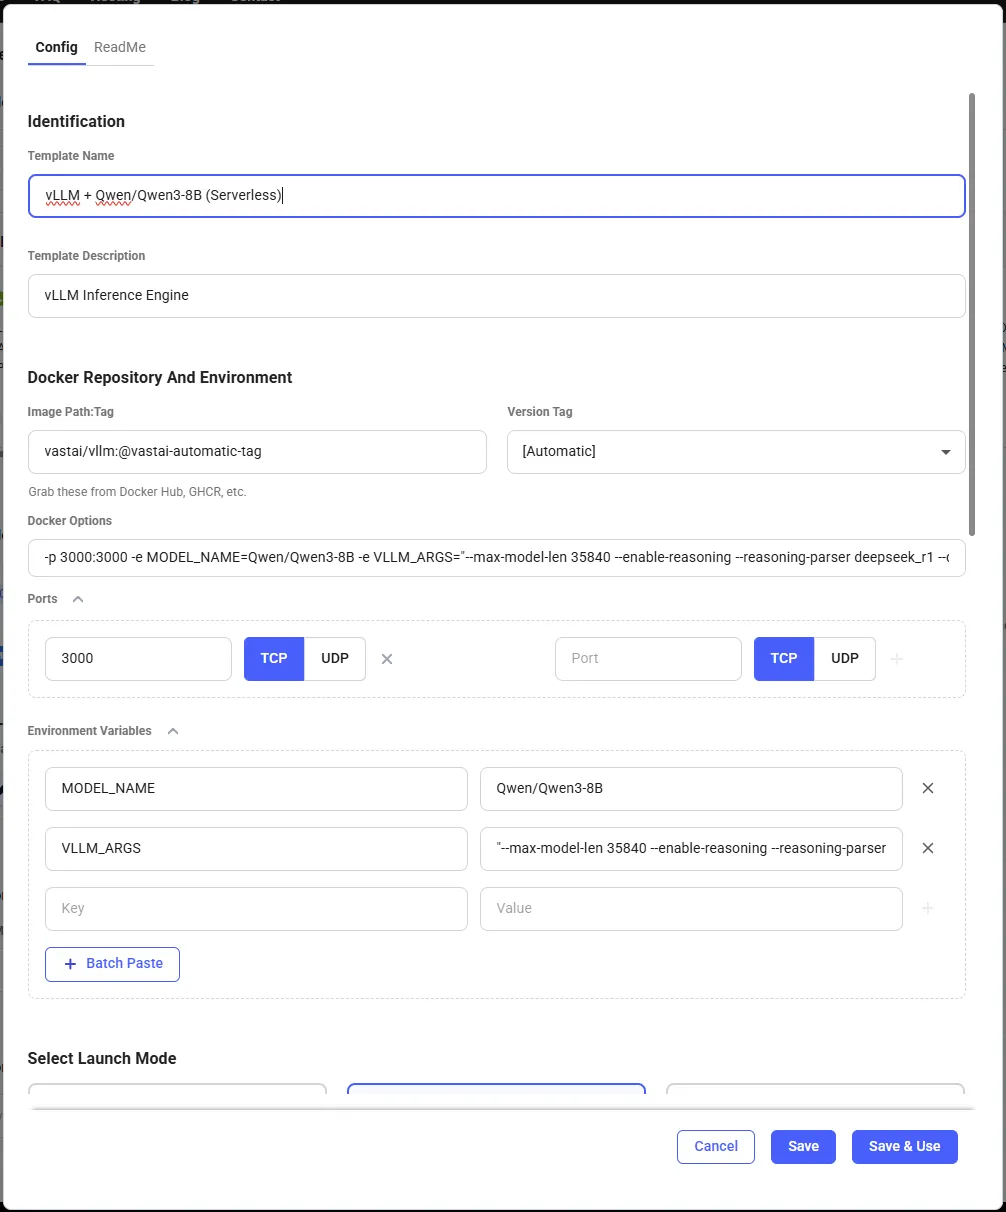 Config ReadMe
Identification
Template Name
vLLM + Qwen/Qwen3-8B (Serverless)
Template Description
vLLM Inference Engine
Docker Repository And Environment
Image Path:Tag Version Tag
vastai/vllm:@vastai-automatic-tag [Automatic]
Grab these from Docker Hub, GHCR, etc.
Docker Options
-p 3000:3000 -e MODEL_NAME=Qwen/Qwen3-8B -e VLLM_ARGS="--max-model-len 35840 --enable-reasoning --reasoning-parser deepseek_r1
Ports
3000 TCP UDP Port TCP UDP
Environment Variables
MODEL_NAME Qwen/Qwen3-8B
VLLM_ARGS "--max-model-len 35840 --enable-reasoning --reasoning-parser
Key Value
+ Batch Paste
Select Launch Mode
Cancel Save Save & Use